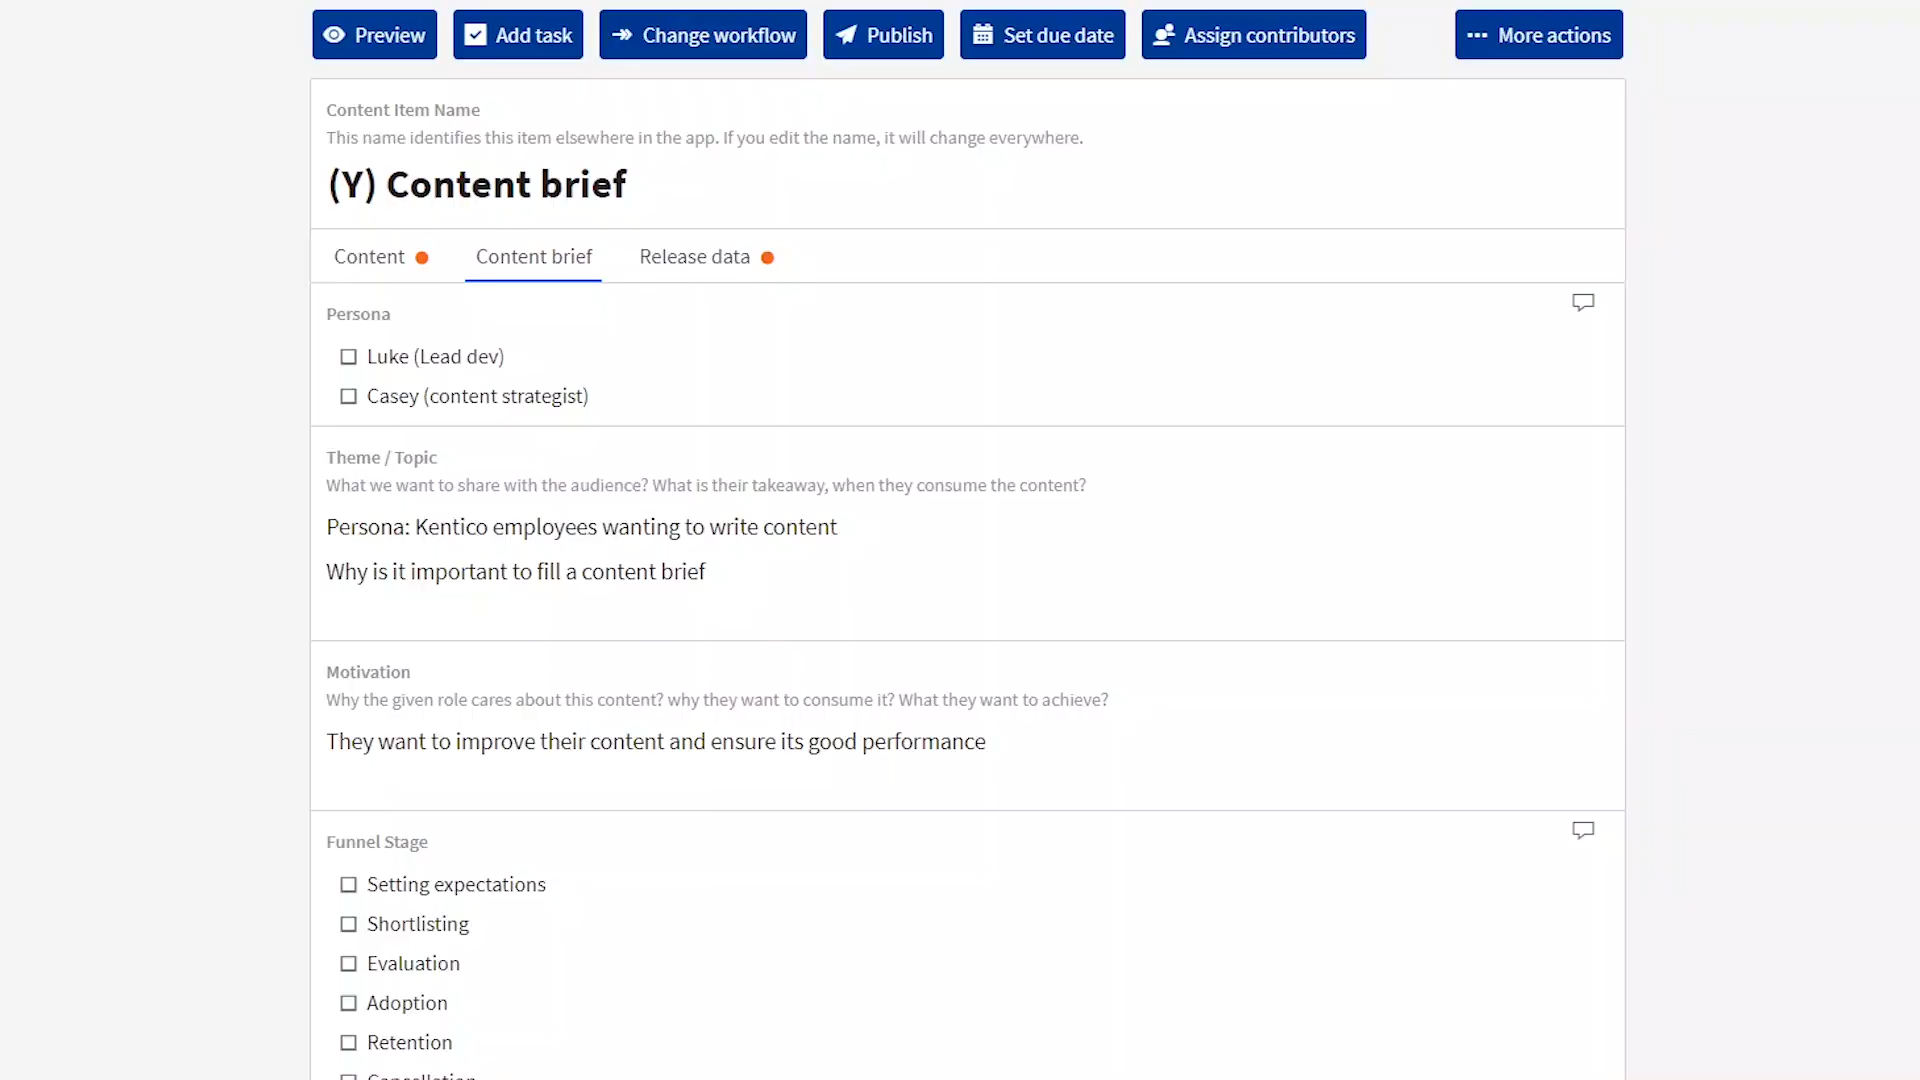 Preview Add task Change workflow Publish Set due date Assign contributors More actions
Content Item Name
This name identifies this item elsewhere in the app. If you edit the name, it will change everywhere.
(Y) Content brief
Content Content brief Release data
Persona
Luke (Lead dev)
Casey (content strategist)
Theme / Topic
What we want to share with the audience? What is their takeaway, when they consume the content?
Persona: Kentico employees wanting to write content
Why is it important to fill a content brief
Motivation
Why the given role cares about this content? why they want to consume it? What they want to achieve?
They want to improve their content and ensure its good performance
Funnel Stage
Setting expectations
Shortlisting
Evaluation
Adoption
Retention